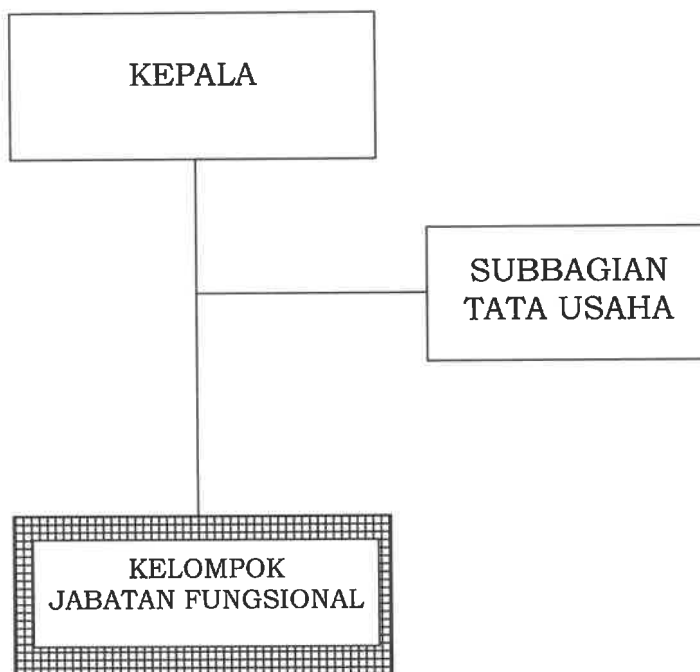 KEPALA
SUBBAGIAN
TATA USAHA
KELOMPOK
JABATAN FUNGSIONAL